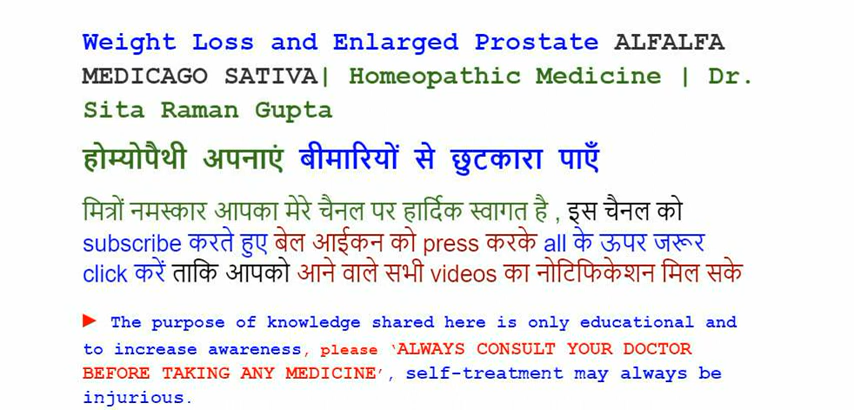 Weight Loss and Enlarged Prostate ALFALFA
MEDICAGO SATIVA| Homeopathic Medicine | Dr.
Sita Raman Gupta
होम्योपैथी अपनाएं बीमारियों से छुटकारा पाएँ
मित्रों नमस्कार आपका मेरे चैनल पर हार्दिक स्वागत है , इस चैनल को
subscribe करते हुए बेल आईकन को press करके all के ऊपर जरूर
click करें ताकि आपको आने वाले सभी videos का नोटिफिकेशन मिल सके
► The purpose of knowledge shared here is only educational and
to increase awareness, please ‘ALWAYS CONSULT YOUR DOCTOR
BEFORE TAKING ANY MEDICINE’, self-treatment may always be
injurious.